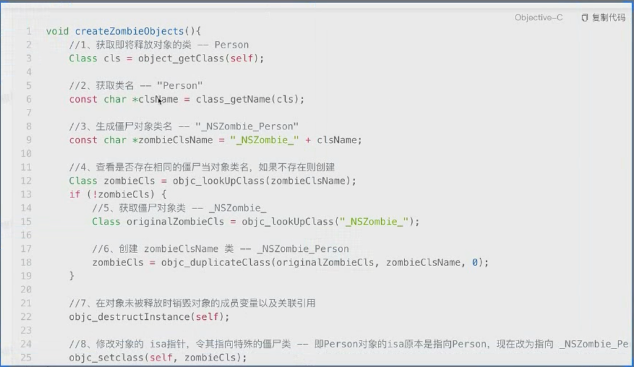 Objective-C 复制代码
1 void createZombieObjects(){
2 //1、获取即将释放对象的类 -- Person
3 Class cls = object_getClass(self);
4
5 //2、获取类名 -- "Person"
6 const char *clsName = class_getName(cls);
7
8 //3、生成僵尸对象类名 -- "_NSZombie_Person"
9 const char *zombieClsName = "_NSZombie_" + clsName;
10
11 //4、查看是否存在相同的僵尸当对象类名，如果不存在则创建
12 Class zombieCls = objc_lookUpClass(zombieClsName);
13 if (!zombieCls) {
14 //5、获取僵尸对象类 -- _NSZombie_
15 Class originalZombieCls = objc_lookUpClass("_NSZombie_");
16
17 //6、创建 zombieClsName 类 -- _NSZombie_Person
18 zombieCls = objc_duplicateClass(originalZombieCls, zombieClsName, 0);
19 }
20
21 //7、在对象未被释放时销毁对象的成员变量以及关联引用
22 objc_destructInstance(self);
23
24 //8、修改对象的 isa指针，令其指向特殊的僵尸类 -- 即Person对象的isa原本是指向Person，现在改为指向 _NSZombie_Pe
25 objc_setclass(self, zombieCls);